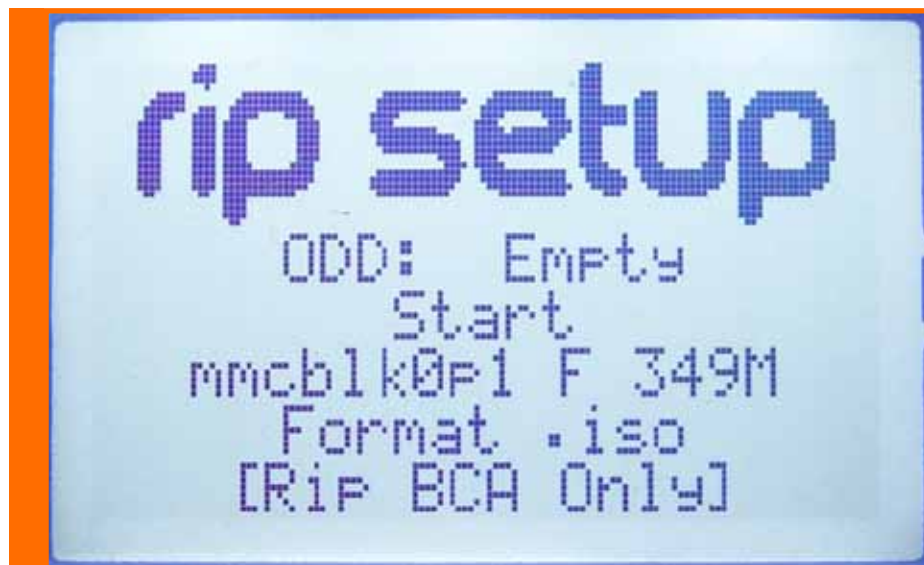 rip setup
ODD: Empty
Start
mmcblk0p1 F 349M
Format .iso
[Rip BCA Only]